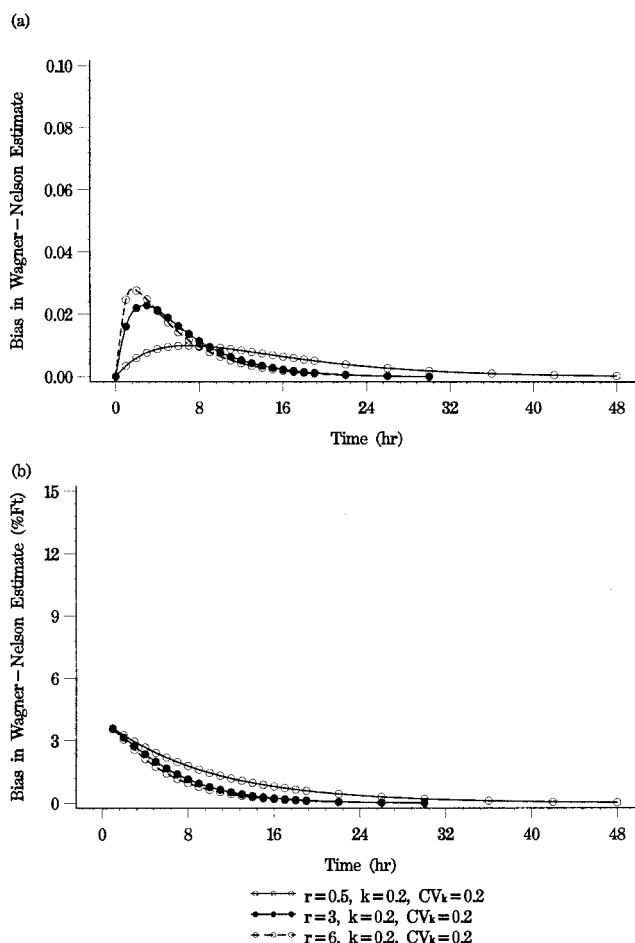 (a)
Bias in Wagner-Nelson Estimate
0.10
0.08
0.06
0.04
0.02
0.00
0 8 16 24 32 40 48
Time (hr)
(b)
Bias in Wagner-Nelson Estimate (%Ft)
15
12
9
6
3
0
0 8 16 24 32 40 48
Time (hr)
r=0.5, k=0.2, CVk=0.2
r=3, k=0.2, CVk=0.2
r=6, k=0.2, CVk=0.2